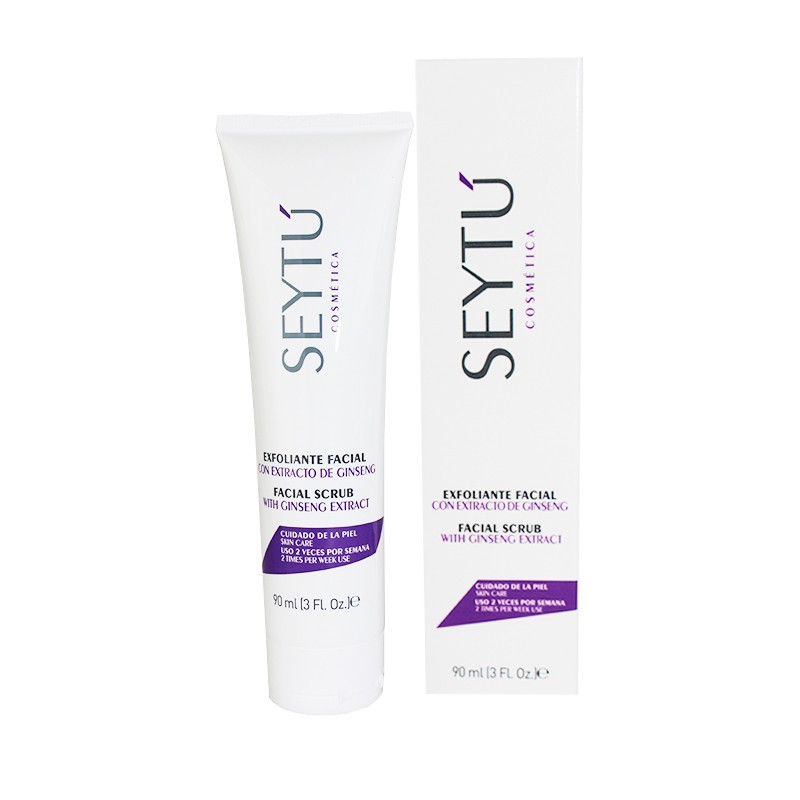 SEYTÚ
COSMÉTICA
EXFOLIANTE FACIAL
CON EXTRACTO DE GINSENG
FACIAL SCRUB
WITH GINSENG EXTRACT
CUIDADO DE LA PIEL
SKIN CARE
USO 2 VECES POR SEMANA
2 TIMES PER WEEK USE
90 ml (3 Fl. Oz.)℮
SEYTÚ
COSMÉTICA
EXFOLIANTE FACIAL
CON EXTRACTO DE GINSENG
FACIAL SCRUB
WITH GINSENG EXTRACT
CUIDADO DE LA PIEL
SKIN CARE
USO 2 VECES POR SEMANA
2 TIMES PER WEEK USE
90 ml (3 FL. Oz.)℮